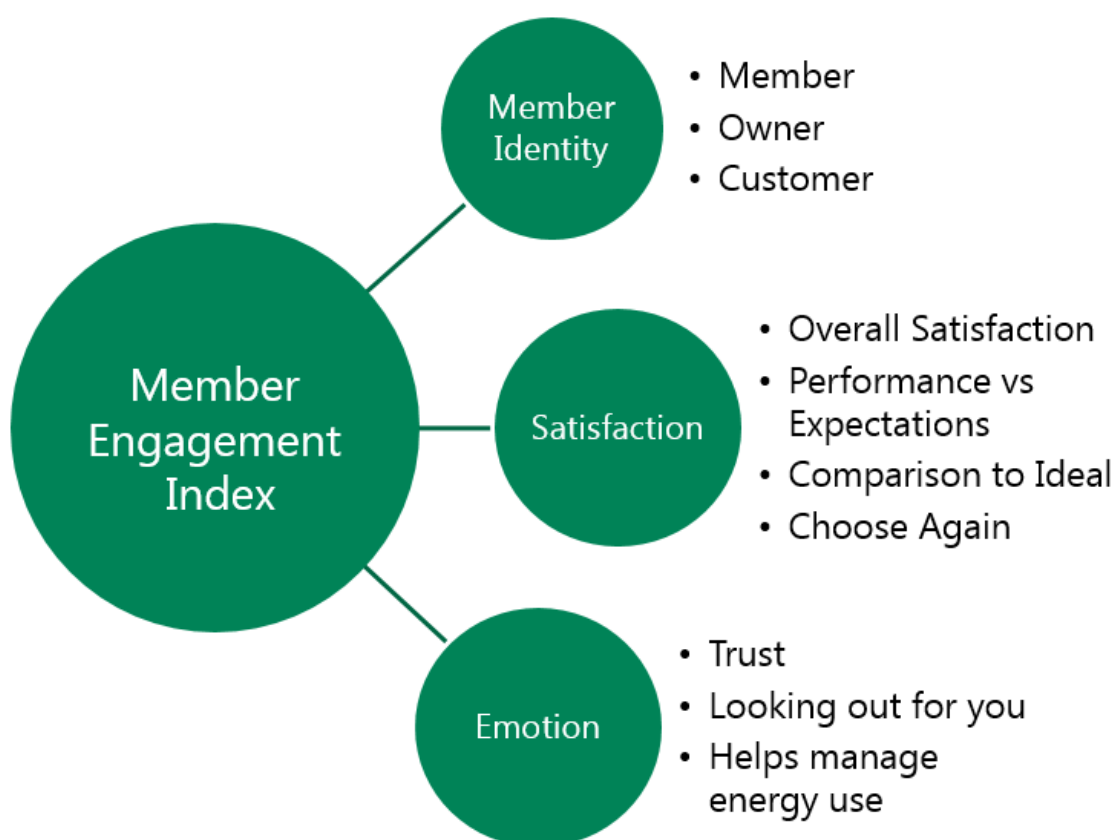 Member
Engagement
Index
Member
Identity
• Member
• Owner
• Customer
Satisfaction
• Overall Satisfaction
• Performance vs
Expectations
• Comparison to Ideal
• Choose Again
Emotion
• Trust
• Looking out for you
• Helps manage
energy use